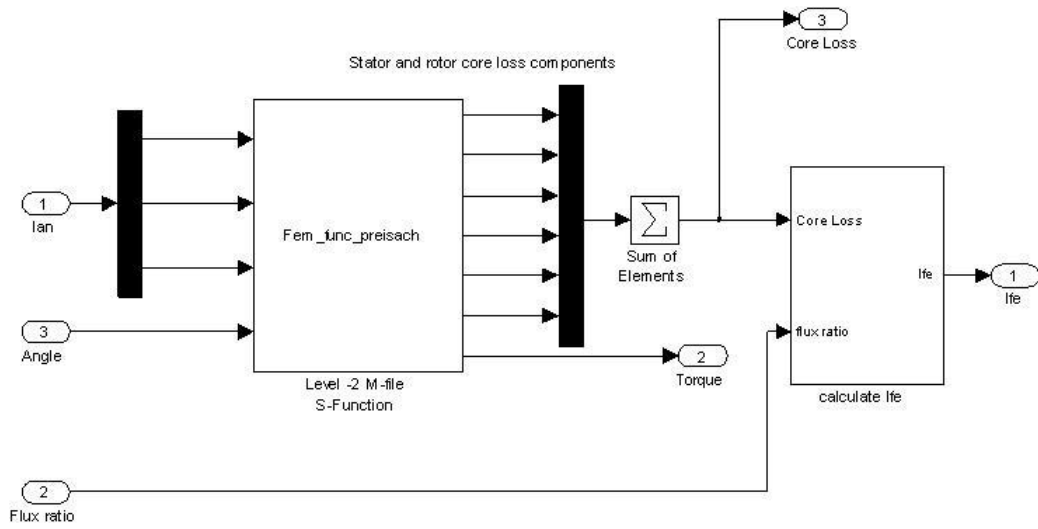 3
Core Loss
Stator and rotor core loss components
1
Ian
Fem_func_preisach
Sum of
Elements
Core Loss
Ife
1
Ife
3
Angle
flux ratio
2
Torque
Level -2 M-file
S-Function
calculate Ife
2
Flux ratio